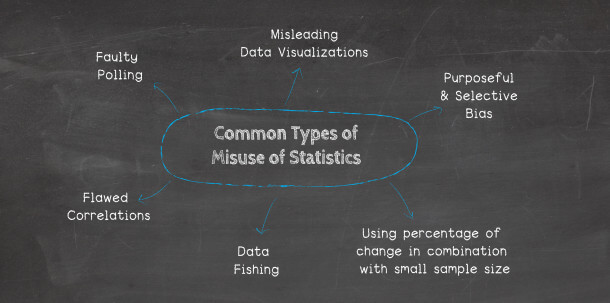 Misleading
Data Visualizations
Faulty
Polling
Purposeful
& Selective
Bias
Common Types of
Misuse of Statistics
Flawed
Correlations
Data
Fishing
Using percentage of
change in combination
with small sample size